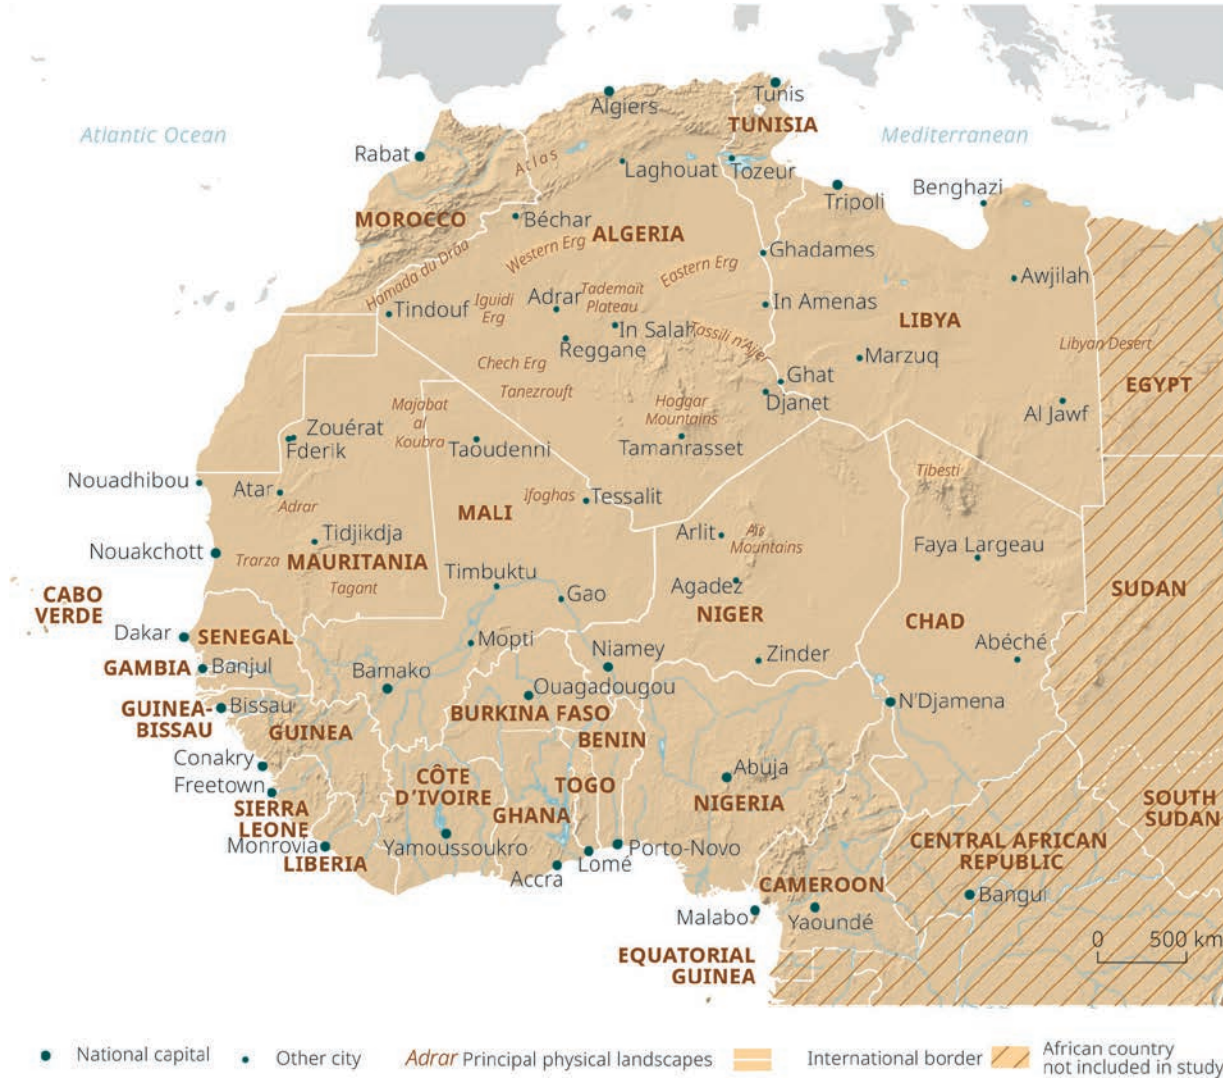 Atlantic Ocean
Mediterranean
Algiers
Tunis
TUNISIA
Rabat
Atlas
Laghouat
Tozeur
Tripoli
Benghazi
MOROCCO
Béchar
ALGERIA
Western Erg
Eastern Erg
Ghadames
Hamada du Drâa
Awjilah
Tindouf
Iguidi
Erg
Adrar
Tademaït
Plateau
In Amenas
In Salah
Reggane
Tassili n'Ajjer
LIBYA
Libyan Desert
Marzuq
Chech Erg
Tanezrouft
Ghat
Djanet
EGYPT
Majabat
al
Koubra
Hoggar
Mountains
Al Jawf
Zouérat
Fderik
Taoudenni
Tamanrasset
Tibesti
Nouadhibou
Atar
Adrar
Ifoghas
Tessalit
MALI
Tidjikdja
Arlit
Aïr
Mountains
Faya Largeau
Nouakchott
Trarza
MAURITANIA
Tagant
Timbuktu
Gao
Agadez
NIGER
CHAD
SUDAN
CABO
VERDE
Dakar
SENEGAL
Mopti
Niamey
Zinder
Abéché
GAMBIA
Banjul
Bamako
Ouagadougou
N'Djamena
GUINEA-
BISSAU
Bissau
GUINEA
BURKINA FASO
BENIN
Conakry
Freetown
SIERRA
LEONE
CÔTE
D'IVOIRE
GHANA
TOGO
Abuja
NIGERIA
SOUTH
SUDAN
Monrovia
LIBERIA
Yamoussoukro
Accra
Lomé
Porto-Novo
CENTRAL AFRICAN
REPUBLIC
CAMEROON
Bangui
Malabo
Yaoundé
EQUATORIAL
GUINEA
0 500 km
National capital
Other city
Adrar Principal physical landscapes
International border
African country
not included in study